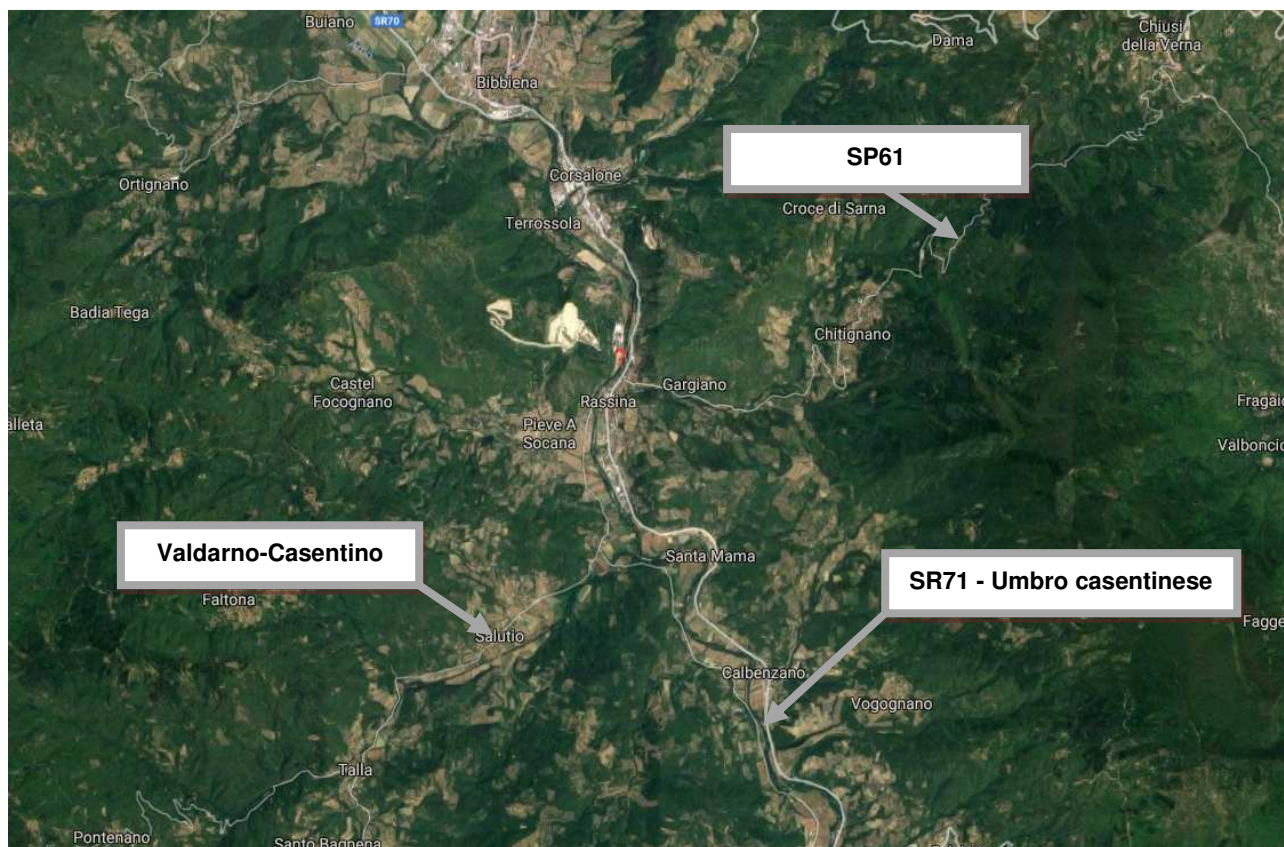 Buiano
SR70
Arno
Dama
Chiusi
della Verna
Bibbiena
SP61
Corsalone
Ortignano
Croce di Sarna
Terrossola
Badia Tega
Chitignano
Castel
Focognano
Gargiano
Rassina
Pieve A
Socana
alleta
Fragaio
Valboncio
Valdarno-Casentino
Santa Mama
SR71 - Umbro casentinese
Faltona
Fagge
Salutio
Calbenzano
Vogognano
Talla
Pontenano
Santo Bagnena